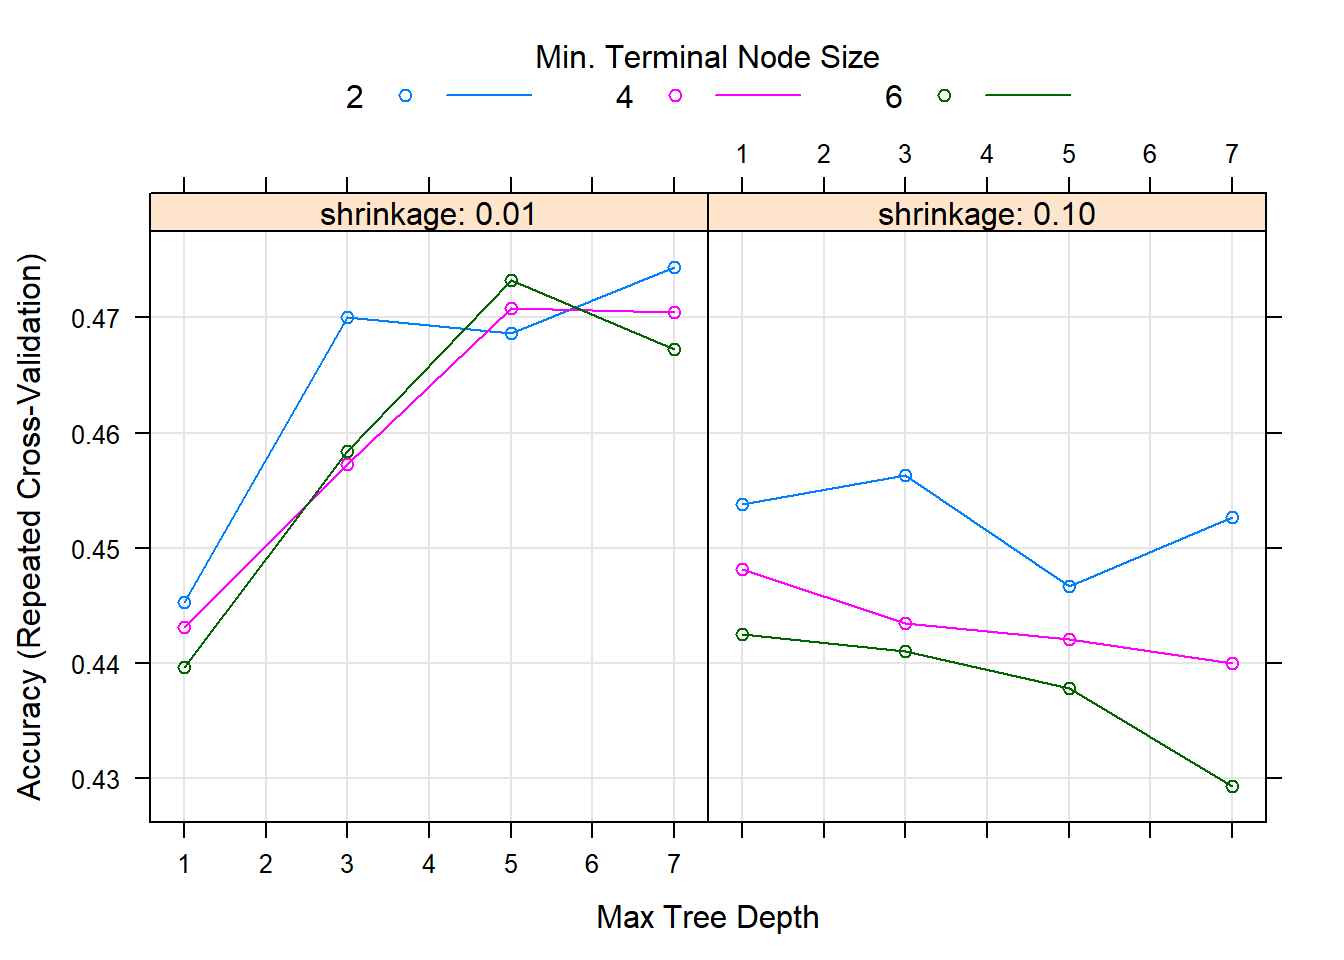 Min. Terminal Node Size
2 4 6
1 2 3 4 5 6 7
shrinkage: 0.01 shrinkage: 0.10
Accuracy (Repeated Cross-Validation)
0.47
0.46
0.45
0.44
0.43
1 2 3 4 5 6 7
Max Tree Depth